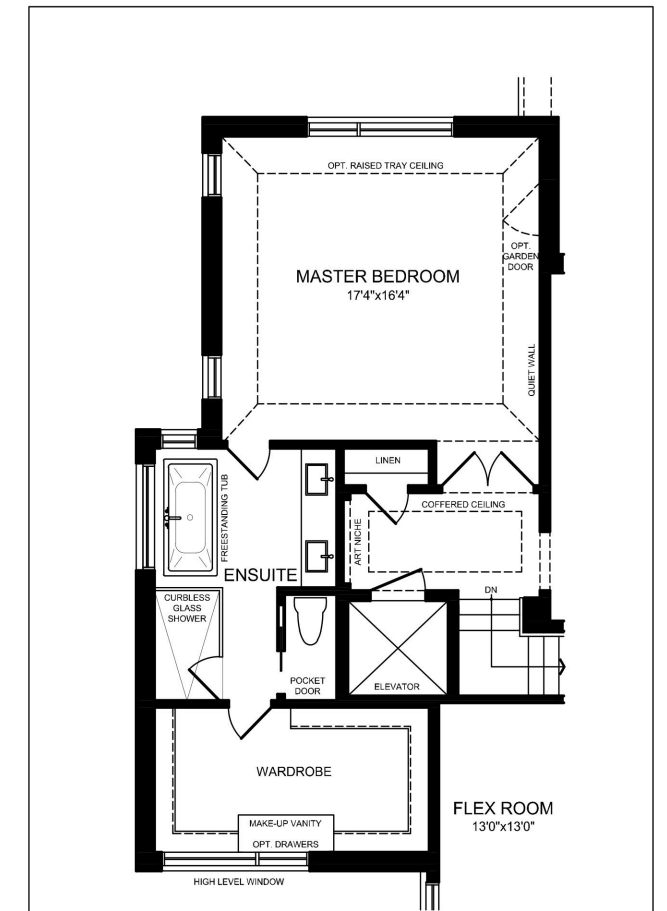 OPT. RAISED TRAY CEILING
OPT.
GARDEN
DOOR
MASTER BEDROOM
17'4"x16'4"
QUIET WALL
LINEN
COFFERED CEILING
ART NICHE
FREESTANDING TUB
ENSUITE
CURBLESS
GLASS
SHOWER
DN
POCKET
DOOR
ELEVATOR
WARDROBE
MAKE-UP VANITY
OPT. DRAWERS
FLEX ROOM
13'0"x13'0"
HIGH LEVEL WINDOW